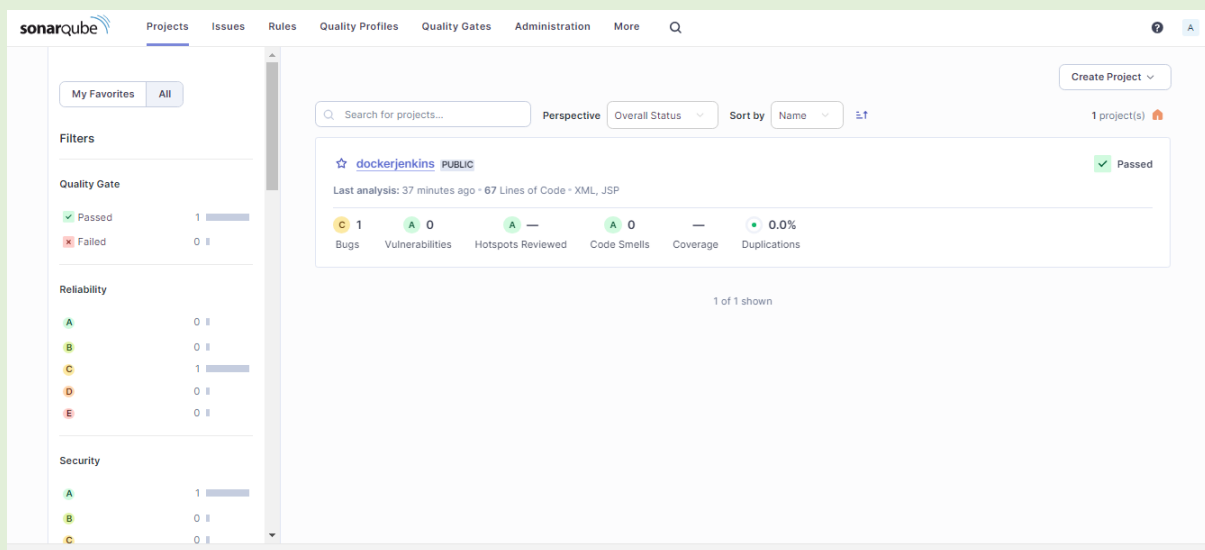 sonarqube Projects Issues Rules Quality Profiles Quality Gates Administration More ? A
My Favorites All
Filters
Quality Gate
Passed 1
Failed 0
Reliability
A 0
B 0
C 1
D 0
E 0
Security
A 1
B 0
C 0
Create Project
Search for projects... Perspective Overall Status Sort by Name 1 project(s)
dockerjenkins PUBLIC Passed
Last analysis: 37 minutes ago • 67 Lines of Code • XML, JSP
C 1 A 0 A — A 0 — 0.0%
Bugs Vulnerabilities Hotspots Reviewed Code Smells Coverage Duplications
1 of 1 shown